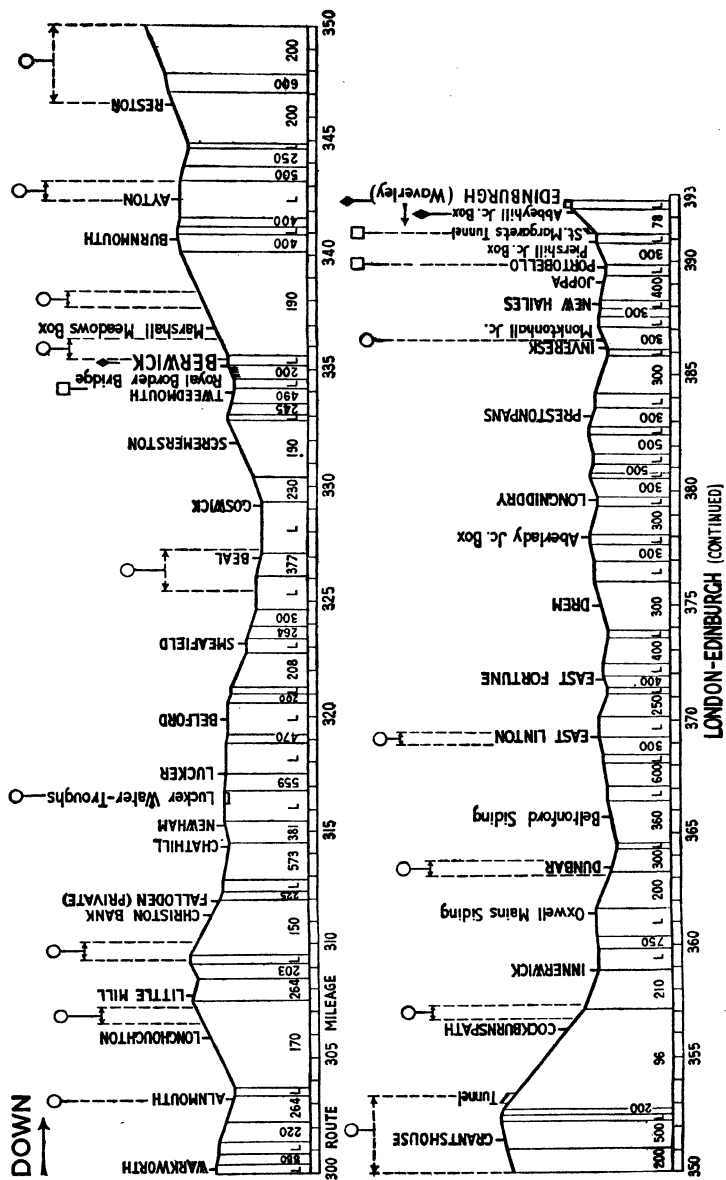 DOWN
WARKWORTH
ALNMOUTH
LONGHOUGHTON
LITTLE MILL
CHRISTON BANK
FALLODEN (PRIVATE)
CHATHILL
NEWHAM
Lucker Water-Troughs
LUCKER
BELFORD
SMEAFIELD
BEAL
GOSWICK
SCREMERSTON
TWEEDMOUTH
Royal Border Bridge
BERWICK
Marshall Meadows Box
BURNMOUTH
AYTON
RESTON
L L 220 264 L 170 264 203 L 150 225 L 573 381 L 559 L 470 L L 208 L 264 300 L 377 L 230 190 L 245 490 L 200 L 190 400 L 400 L 500 250 L 200 600 200
300 ROUTE MILEAGE 305 310 315 320 325 330 335 340 345 350
GRANTSHOUSE
Tunnel
COCKBURNSPATH
INNERWICK
Oxwell Mains Siding
DUNBAR
Beltonford Siding
EAST LINTON
EAST FORTUNE
DREM
Aberlady Jc. Box
LONGNIDDRY
PRESTONPANS
INVERESK
Monktonhall Jc.
NEW HAILES
JOPPA
PORTOBELLO
Piershill Jc Box
St. Margarets Tunnel
Abbeyhill Jc. Box
EDINBURGH (Waverley)
200 500 L 200 96 210 L 750 L 200 300 L 360 L 600 L 300 L 250 L 400 L 400 L 300 L 300 L 300 L 300 L 500 L 500 L 300 L 300 L 300 L 300 L 400 L 300 L 78 L
350 355 360 365 370 375 380 385 390 393
LONDON-EDINBURGH (CONTINUED)